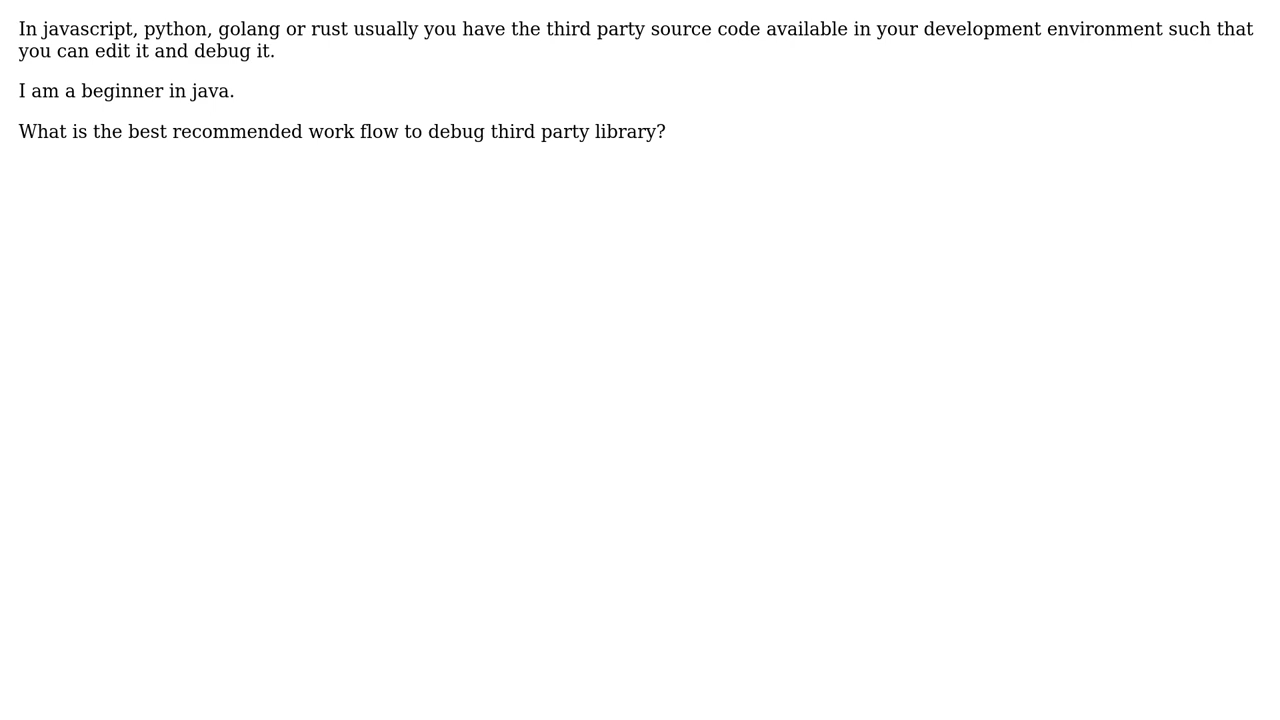 In javascript, python, golang or rust usually you have the third party source code available in your development environment such that
you can edit it and debug it.
I am a beginner in java.
What is the best recommended work flow to debug third party library?